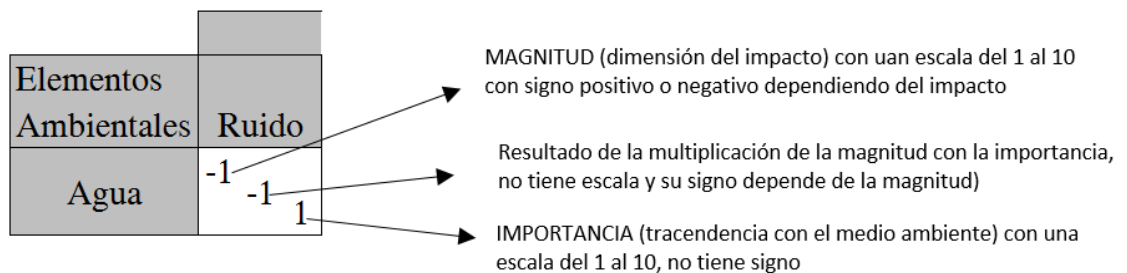 Elementos
Ambientales
Ruido
Agua
-1
-1
1
MAGNITUD (dimensión del impacto) con uan escala del 1 al 10
con signo positivo o negativo dependiendo del impacto
Resultado de la multiplicación de la magnitud con la importancia,
no tiene escala y su signo depende de la magnitud)
IMPORTANCIA (tracendencia con el medio ambiente) con una
escala del 1 al 10, no tiene signo